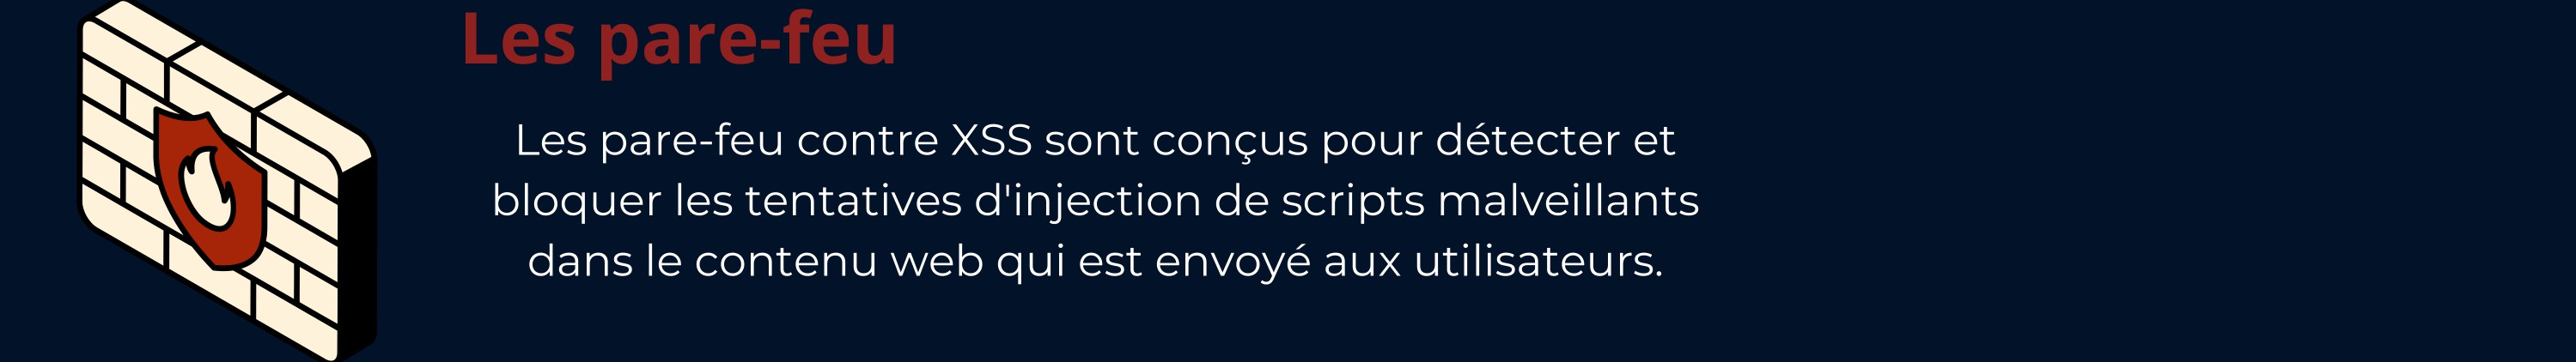 Les pare-feu
Les pare-feu contre XSS sont conçus pour détecter et
bloquer les tentatives d'injection de scripts malveillants
dans le contenu web qui est envoyé aux utilisateurs.